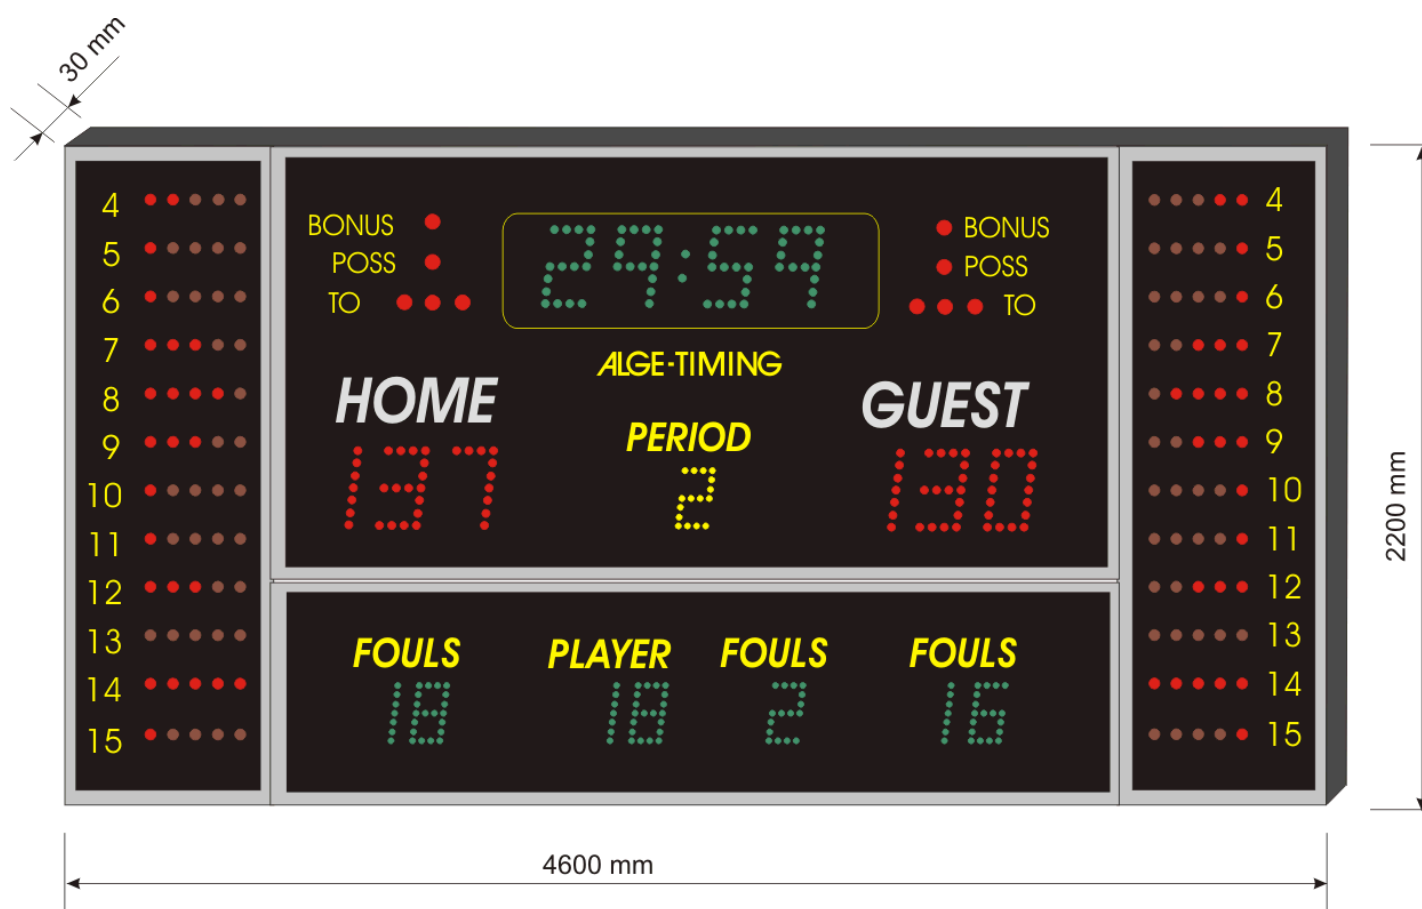 30 mm
4 BONUS 24:59 BONUS 4
5 POSS POSS 5
6 TO TO 6
7 ALGE-TIMING 7
8 HOME GUEST 8
9 PERIOD 9
10 137 2 130 10
11 11
12 12
13 FOULS PLAYER FOULS FOULS 13
14 18 18 2 16 14
15 15
2200 mm
4600 mm